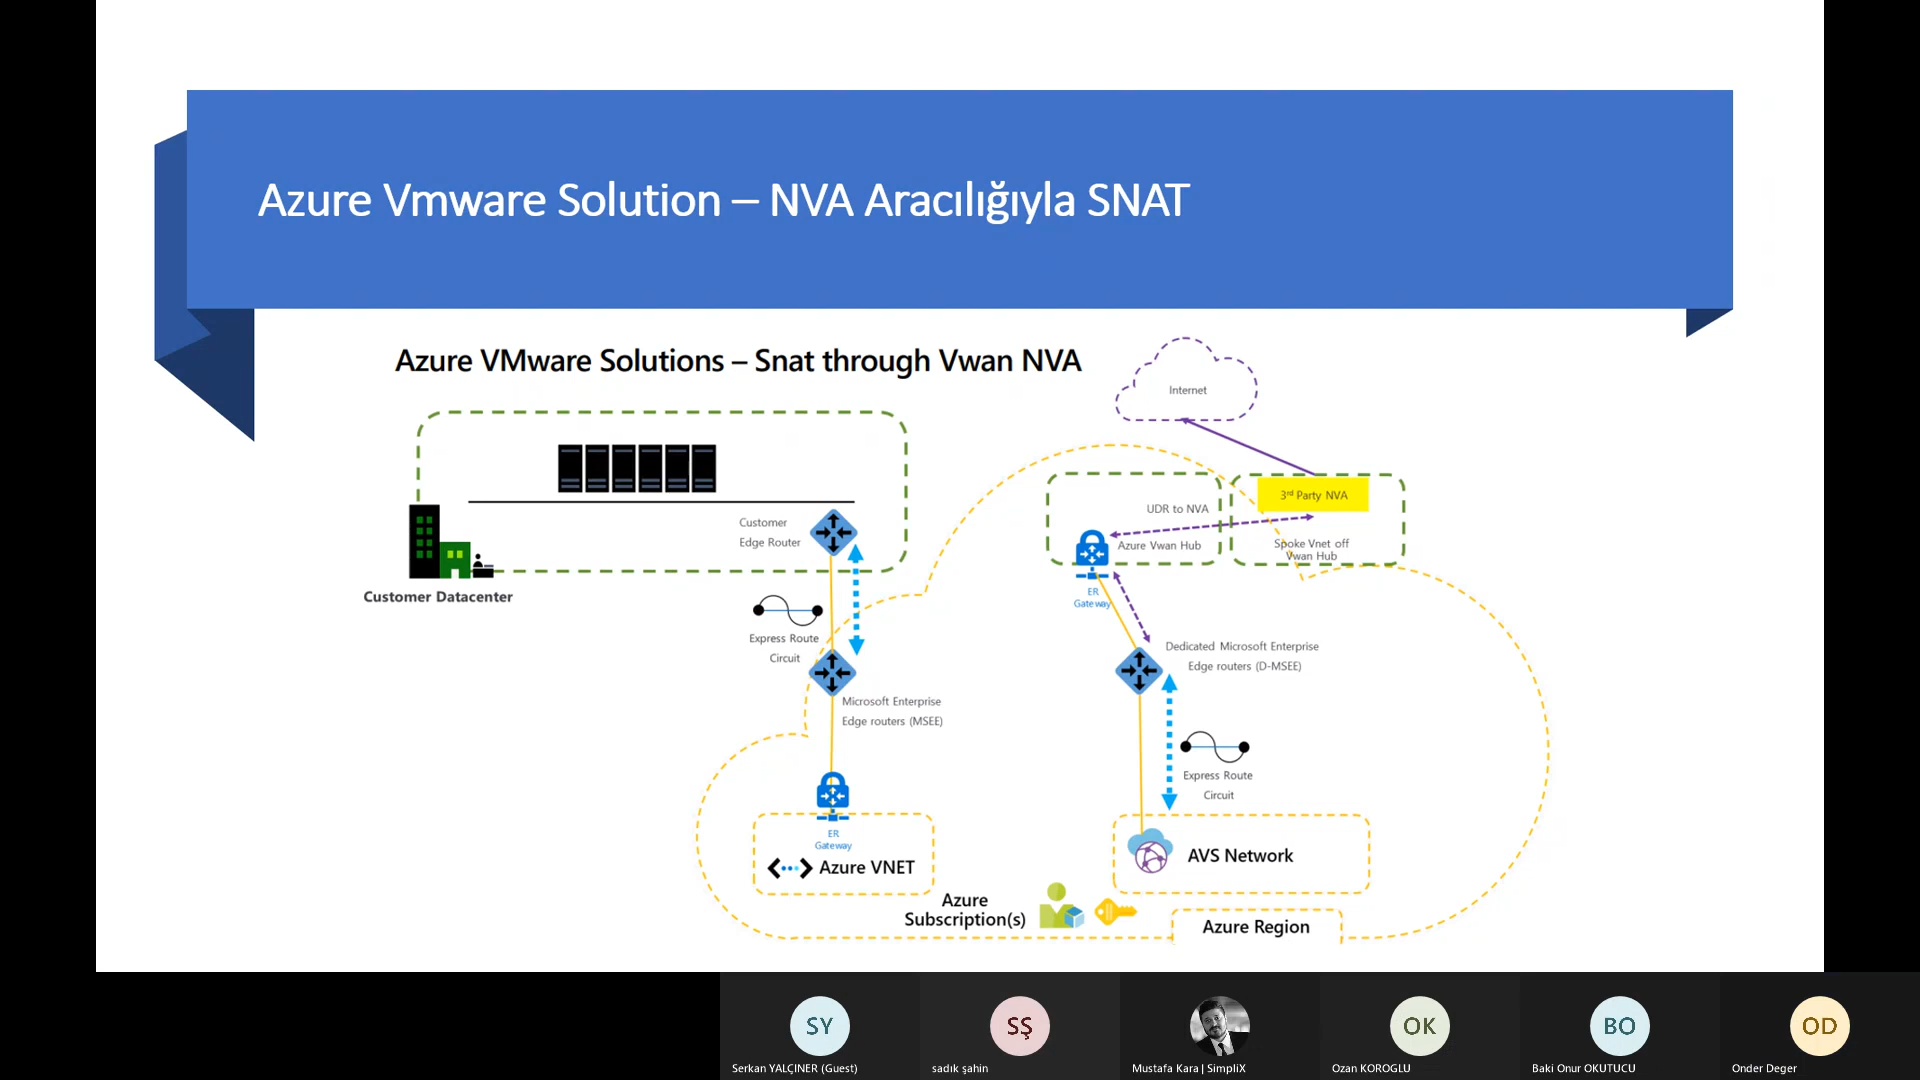 Azure Vmware Solution – NVA Aracılığıyla SNAT
Azure VMware Solutions – Snat through Vwan NVA
Internet
3rd Party NVA
UDR to NVA
Customer
Edge Router
Azure Vwan Hub
Spoke Vnet off
Vwan Hub
ER
Gateway
Customer Datacenter
Express Route
Circuit
Dedicated Microsoft Enterprise
Edge routers (D-MSEE)
Microsoft Enterprise
Edge routers (MSEE)
Express Route
Circuit
ER
Gateway
Azure VNET
AVS Network
Azure
Subscription(s)
Azure Region
SY
SŞ
OK
BO
OD
Serkan YALÇINER (Guest)
sadık şahin
Mustafa Kara | SimpliX
Ozan KOROGLU
Baki Onur OKUTUCU
Onder Deger